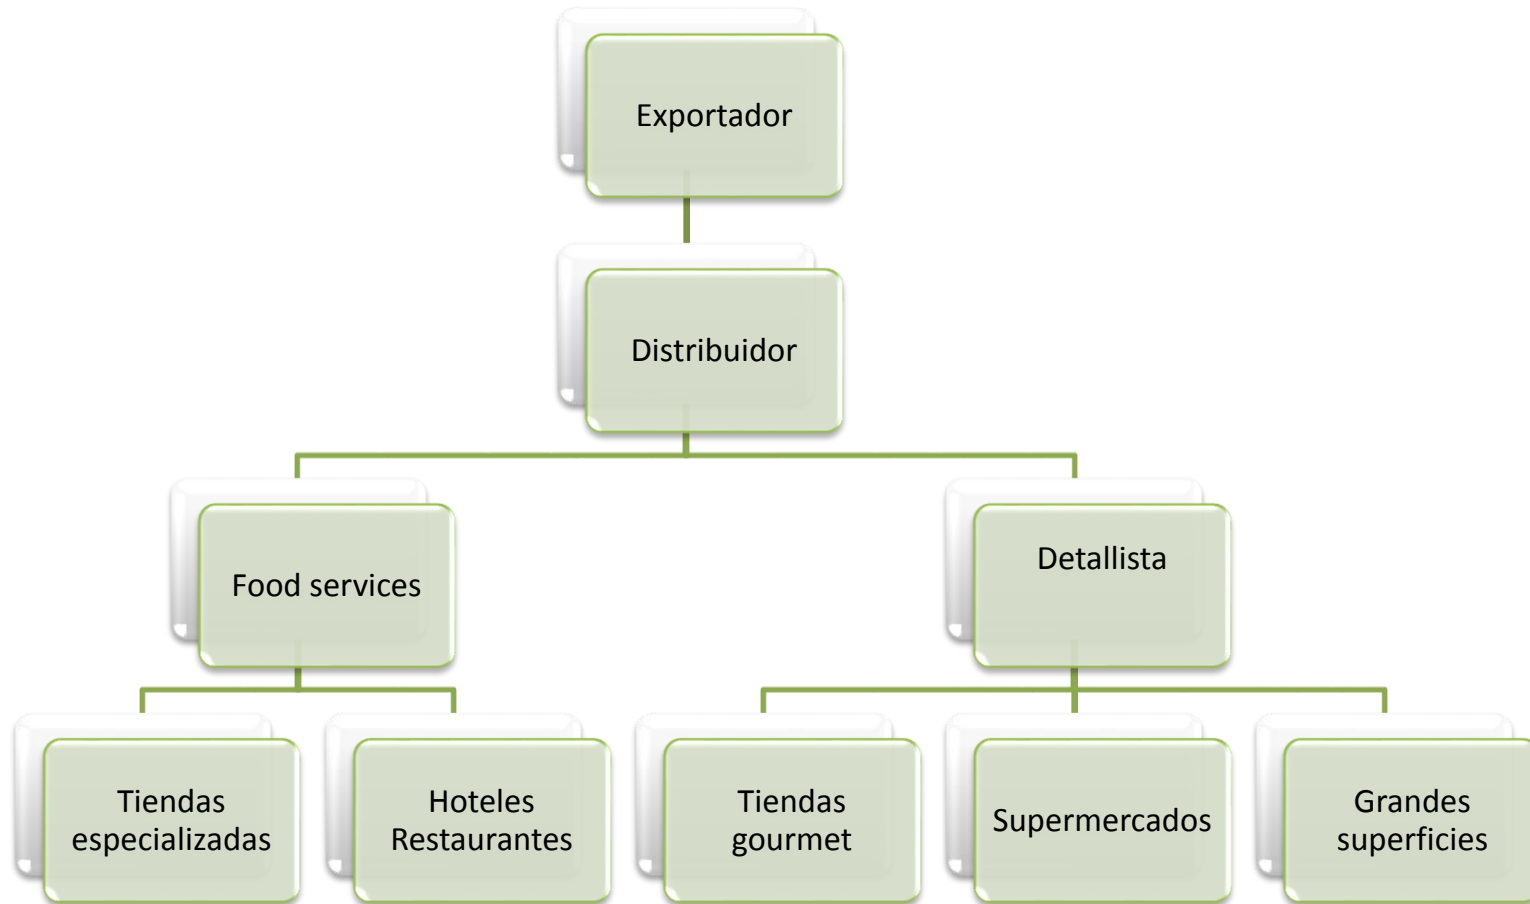 Exportador
Distribuidor
Food services
Detallista
Tiendas
especializadas
Hoteles
Restaurantes
Tiendas
gourmet
Supermercados
Grandes
superficies